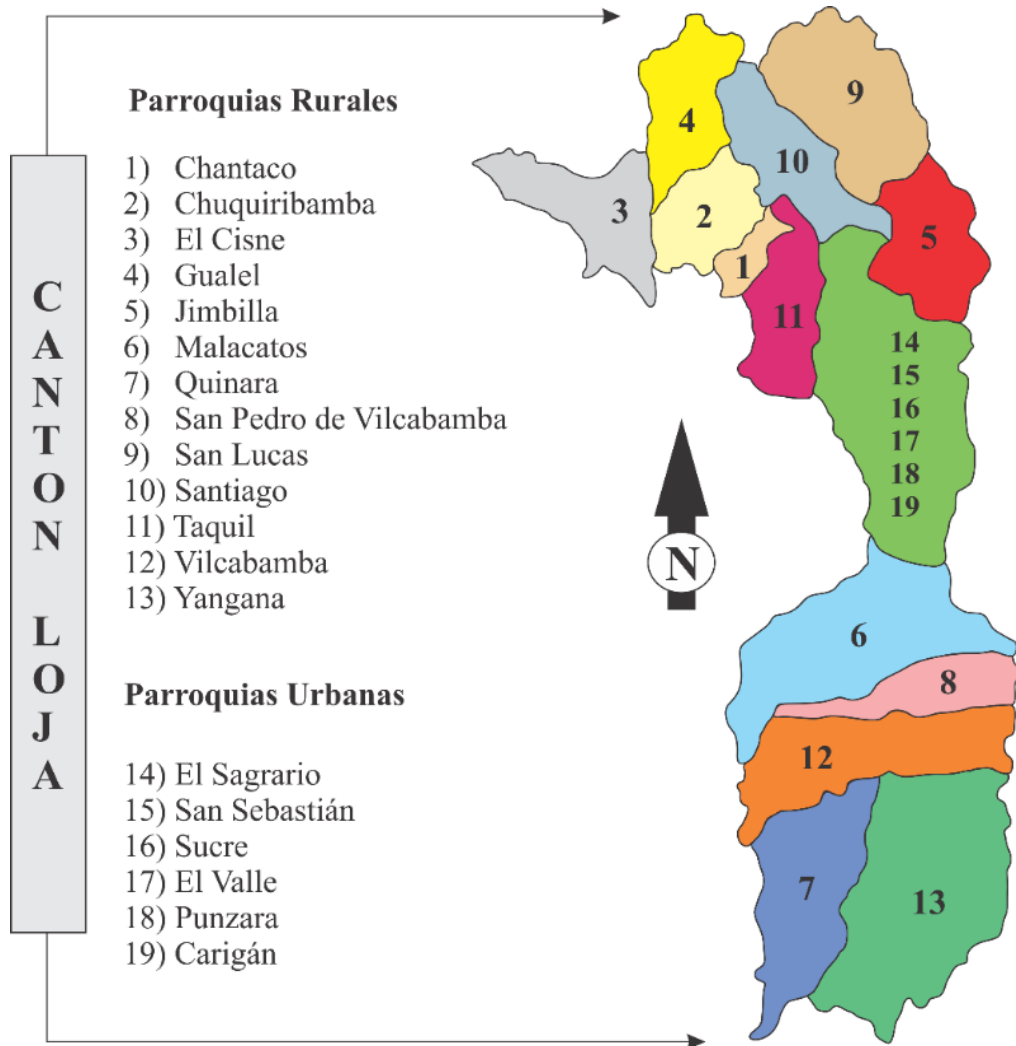 CANTON LOJA
Parroquias Rurales
1) Chantaco
2) Chuquiribamba
3) El Cisne
4) Gualel
5) Jimbilla
6) Malacatos
7) Quinara
8) San Pedro de Vilcabamba
9) San Lucas
10) Santiago
11) Taquil
12) Vilcabamba
13) Yangana
Parroquias Urbanas
14) El Sagrario
15) San Sebastián
16) Sucre
17) El Valle
18) Punzara
19) Carigán
9
4
10
3
2
5
1
11
14
15
16
17
18
19
N
6
8
12
7
13